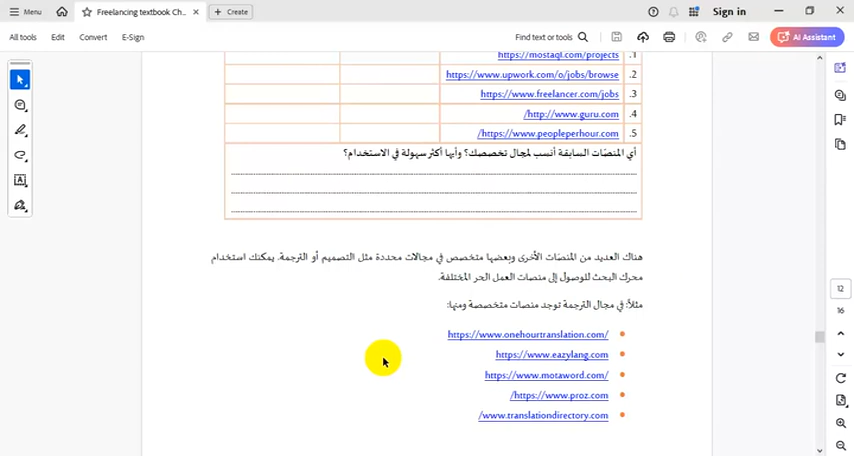 Menu
Freelancing textbook Ch...
Create
Sign in
All tools
Edit
Convert
E-Sign
Find text or tools
AI Assistant
.1 https://mostaql.com/projects
.2 https://www.upwork.com/o/jobs/browse
.3 https://www.freelancer.com/jobs
.4 /http://www.guru.com
.5 /https://www.peopleperhour.com
أي المنصّات السابقة أنسب لمجال تخصصك؟ وأيها أكثر سهولة في الاستخدام؟
هناك العديد من المنصّات الأخرى وبعضها متخصص في مجالات محددة مثل التصميم أو الترجمة. يمكنك استخدام
محرك البحث للوصول إلى منصات العمل الحر المختلفة.
مثلاً: في مجال الترجمة توجد منصات متخصصة ومنها:
https://www.onehourtranslation.com/
https://www.eazylang.com
https://www.motaword.com/
/https://www.proz.com
/www.translationdirectory.com
12
16